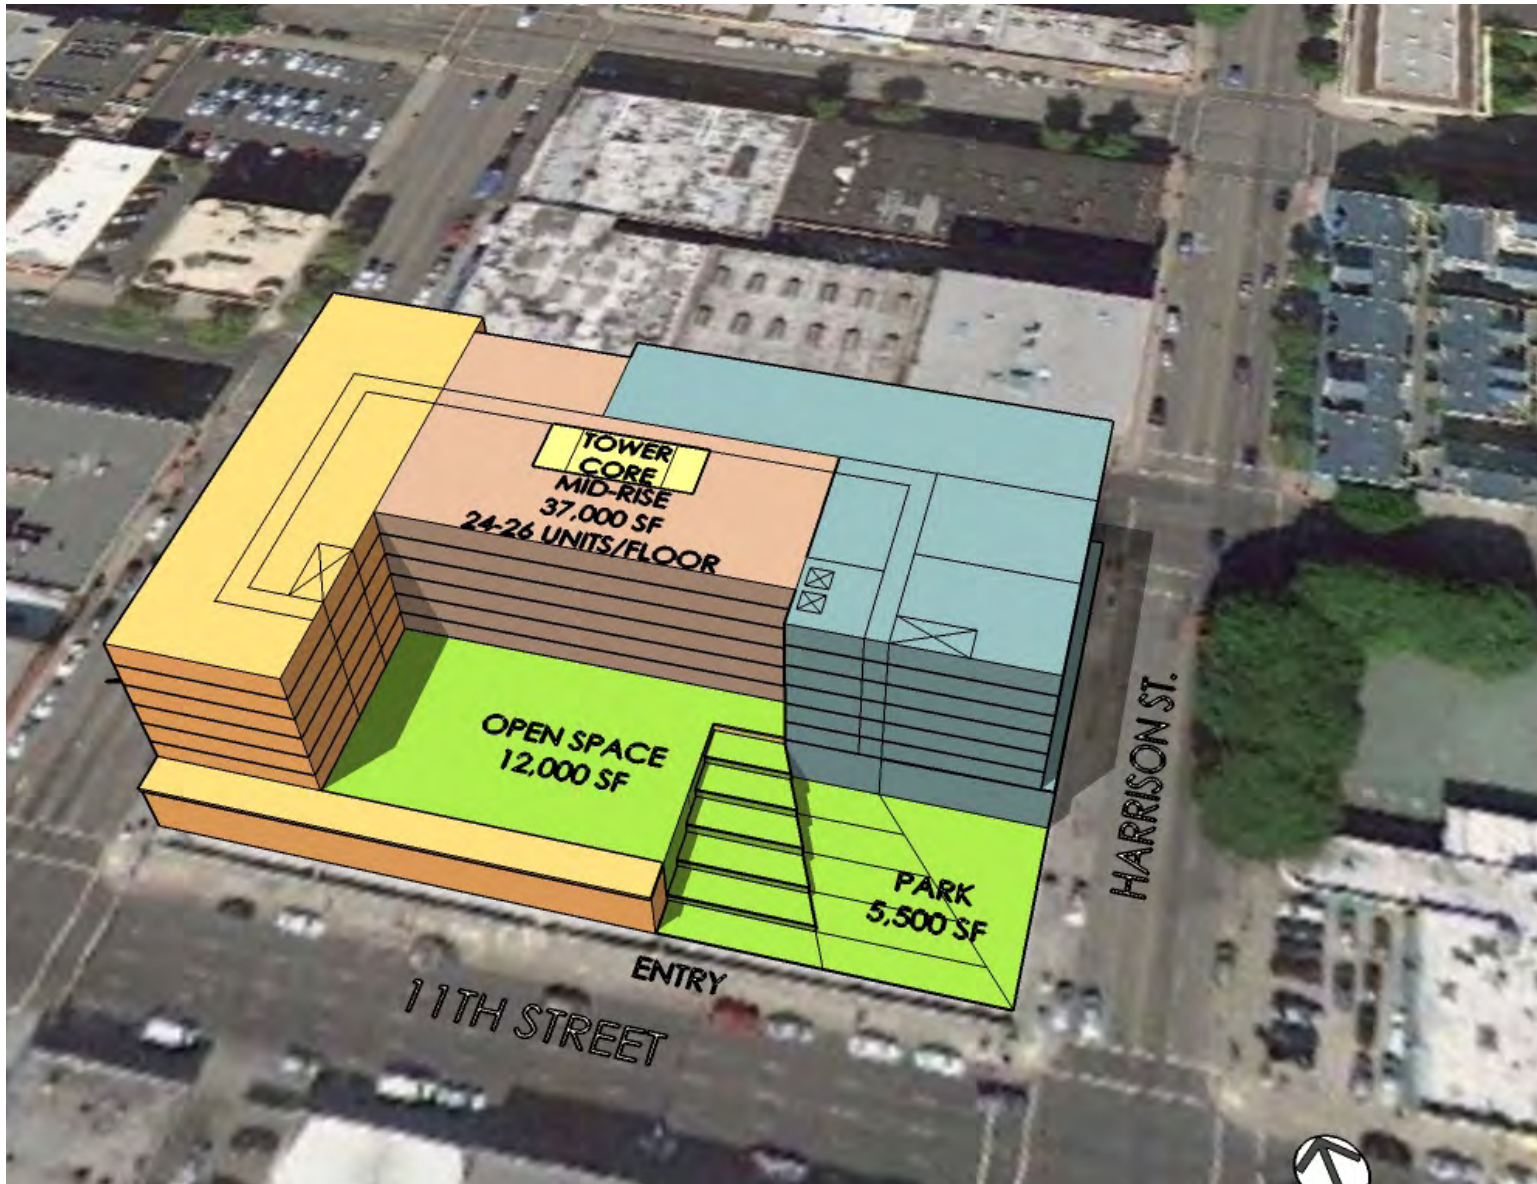 TOWER
CORE
MID-RISE
37,000 SF
24-26 UNITS/FLOOR
OPEN SPACE
12,000 SF
PARK
5,500 SF
HARRISON ST.
ENTRY
11TH STREET